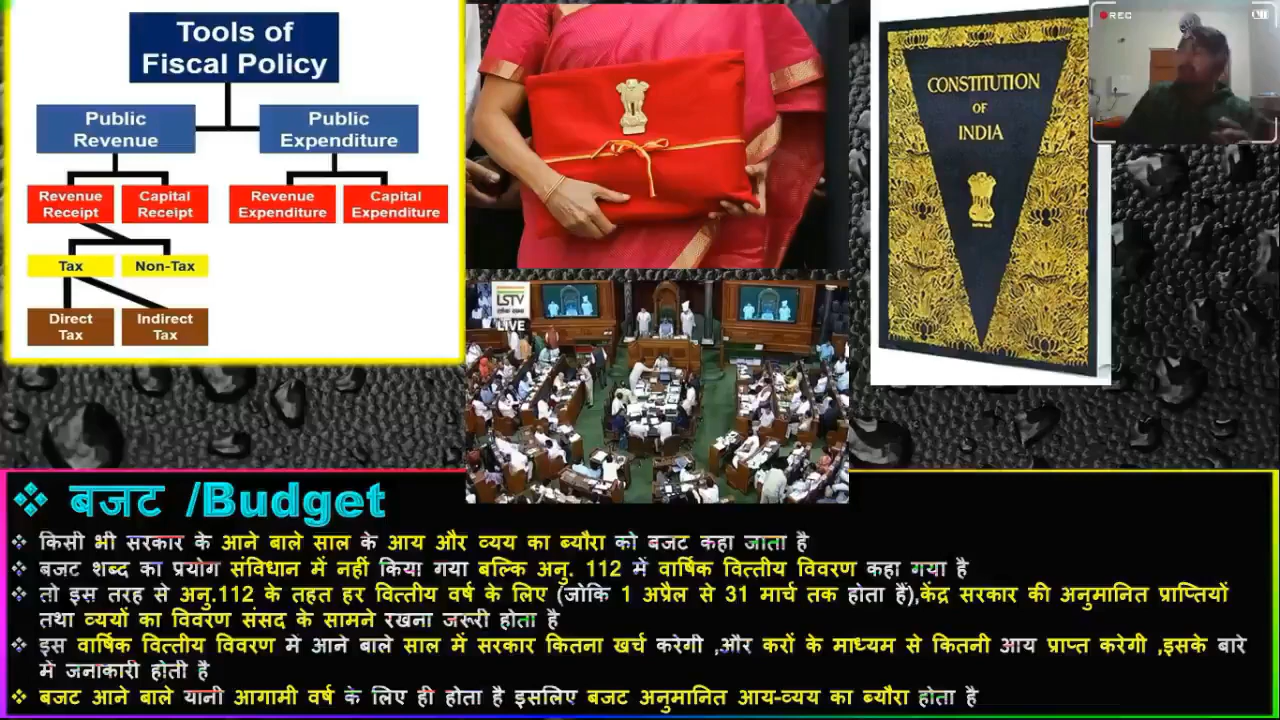 Tools of
Fiscal Policy
Public
Revenue
Public
Expenditure
Revenue
Receipt
Capital
Receipt
Revenue
Expenditure
Capital
Expenditure
Tax
Non-Tax
Direct
Tax
Indirect
Tax
LSTV
LIVE
CONSTITUTION
OF
INDIA
REC
❖ बजट /Budget
❖ किसी भी सरकार के आने बाले साल के आय और व्यय का ब्यौरा को बजट कहा जाता है
❖ बजट शब्द का प्रयोग संविधान में नहीं किया गया बल्कि अनु. 112 में वार्षिक वित्तीय विवरण कहा गया है
❖ तो इस तरह से अनु.112 के तहत हर वित्तीय वर्ष के लिए (जोकि 1 अप्रैल से 31 मार्च तक होता है),केंद्र सरकार की अनुमानित प्राप्तियों
तथा व्ययों का विवरण संसद के सामने रखना जरूरी होता है
❖ इस वार्षिक वित्तीय विवरण मे आने बाले साल में सरकार कितना खर्च करेगी ,और करों के माध्यम से कितनी आय प्राप्त करेगी ,इसके बारे
मे जनाकारी होती है
❖ बजट आने बाले यानी आगामी वर्ष के लिए ही होता है इसलिए बजट अनुमानित आय-व्यय का ब्यौरा होता है